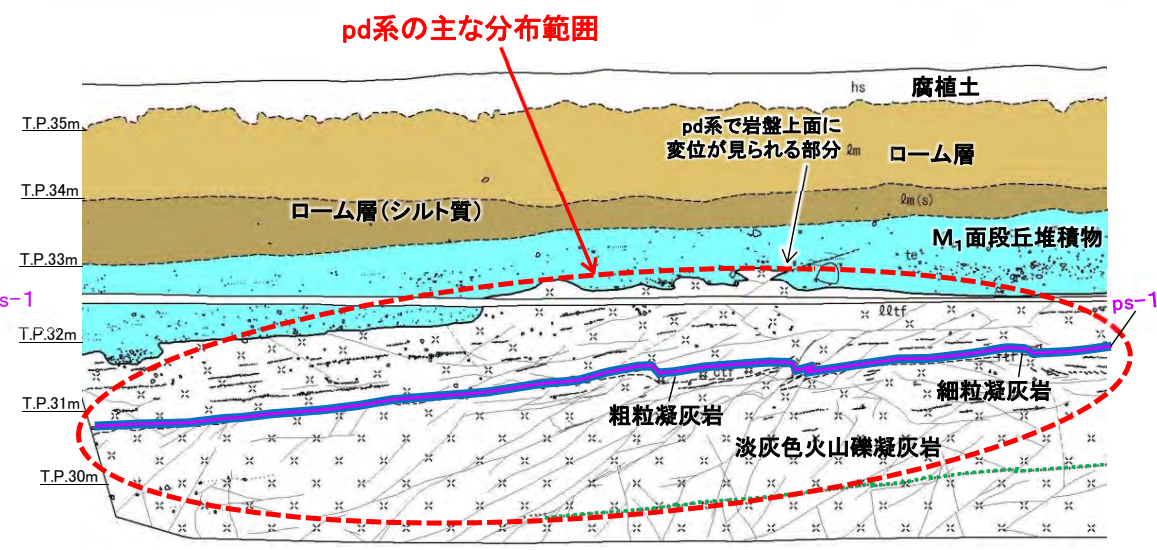 pd系の主な分布範囲
hs
腐植土
T.P.35m
pd系で岩盤上面に
変位が見られる部分
ℓm
ローム層
T.P.34m
ℓm(s)
ローム層(シルト質)
M₁面段丘堆積物
te
T.P.33m
s-1
ps-1
ℓℓtf
T.P.32m
ftf
ctf
細粒凝灰岩
T.P.31m
粗粒凝灰岩
淡灰色火山礫凝灰岩
T.P.30m